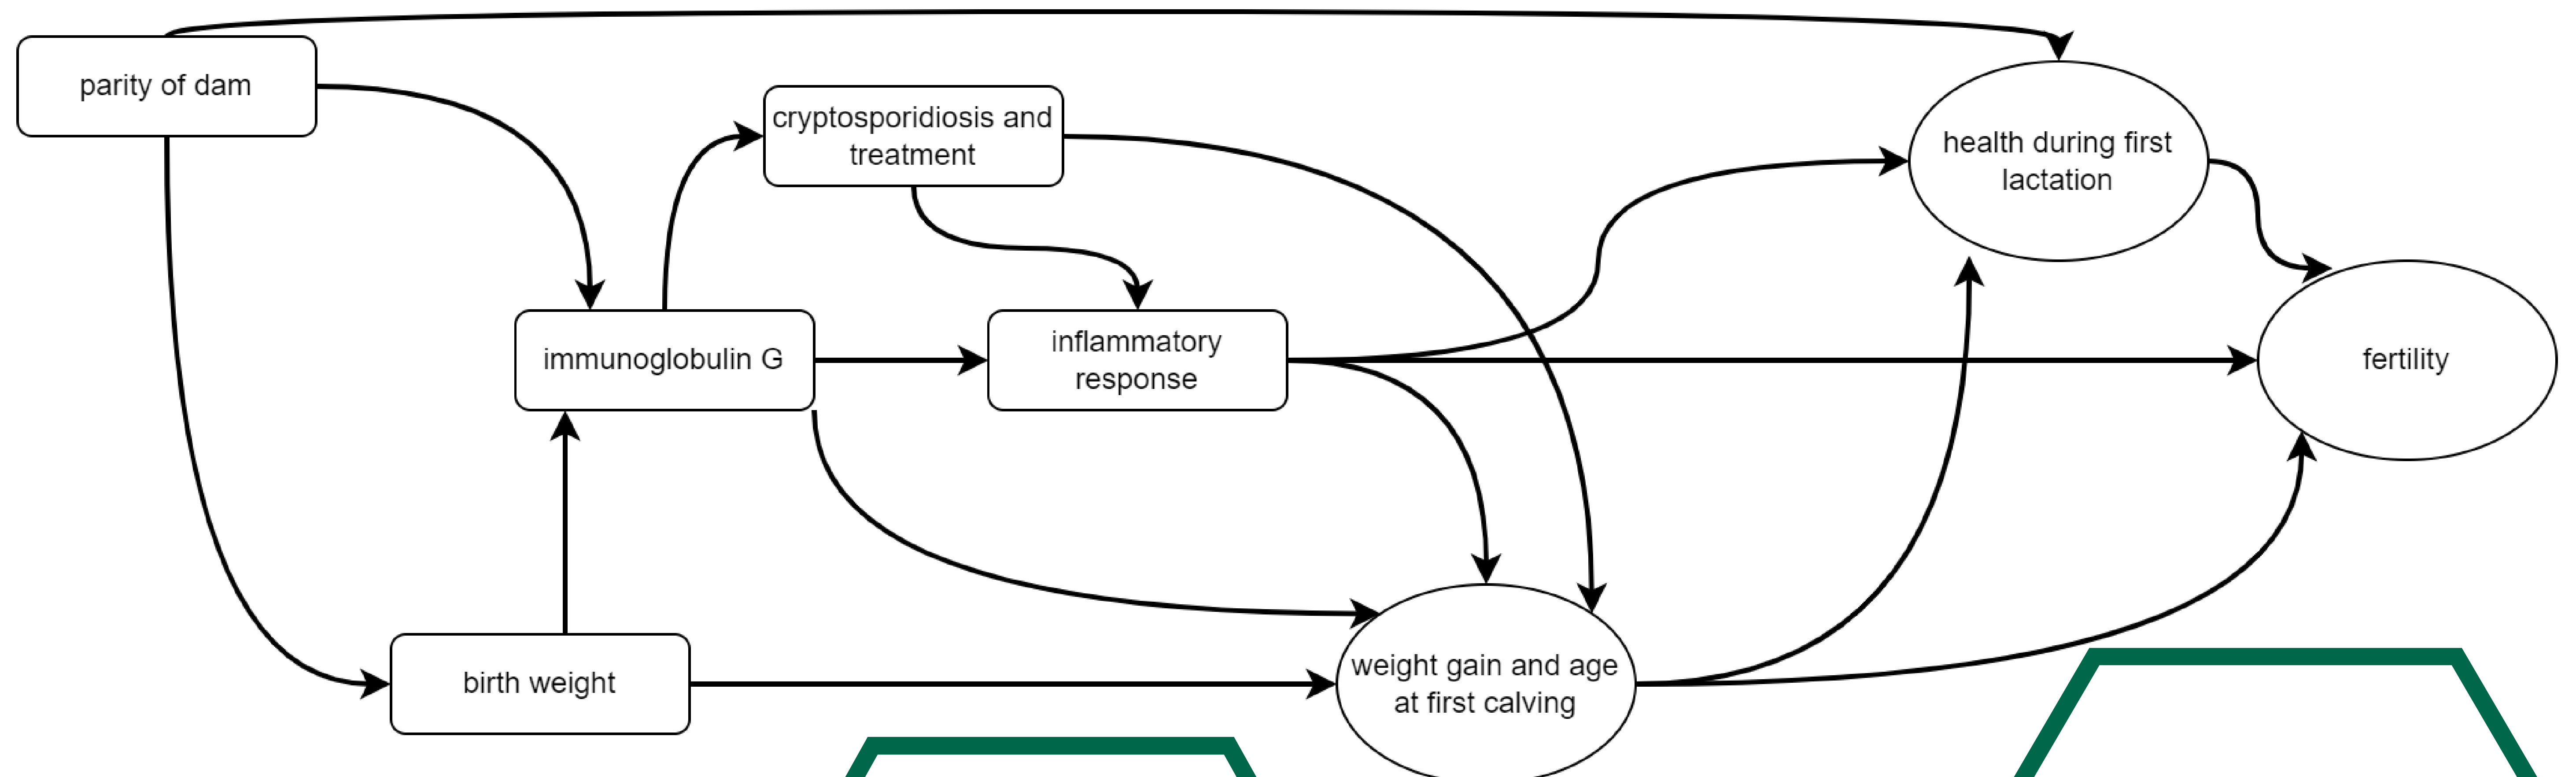 parity of dam
cryptosporidiosis and
treatment
health during first
lactation
immunoglobulin G
inflammatory
response
fertility
birth weight
weight gain and age
at first calving